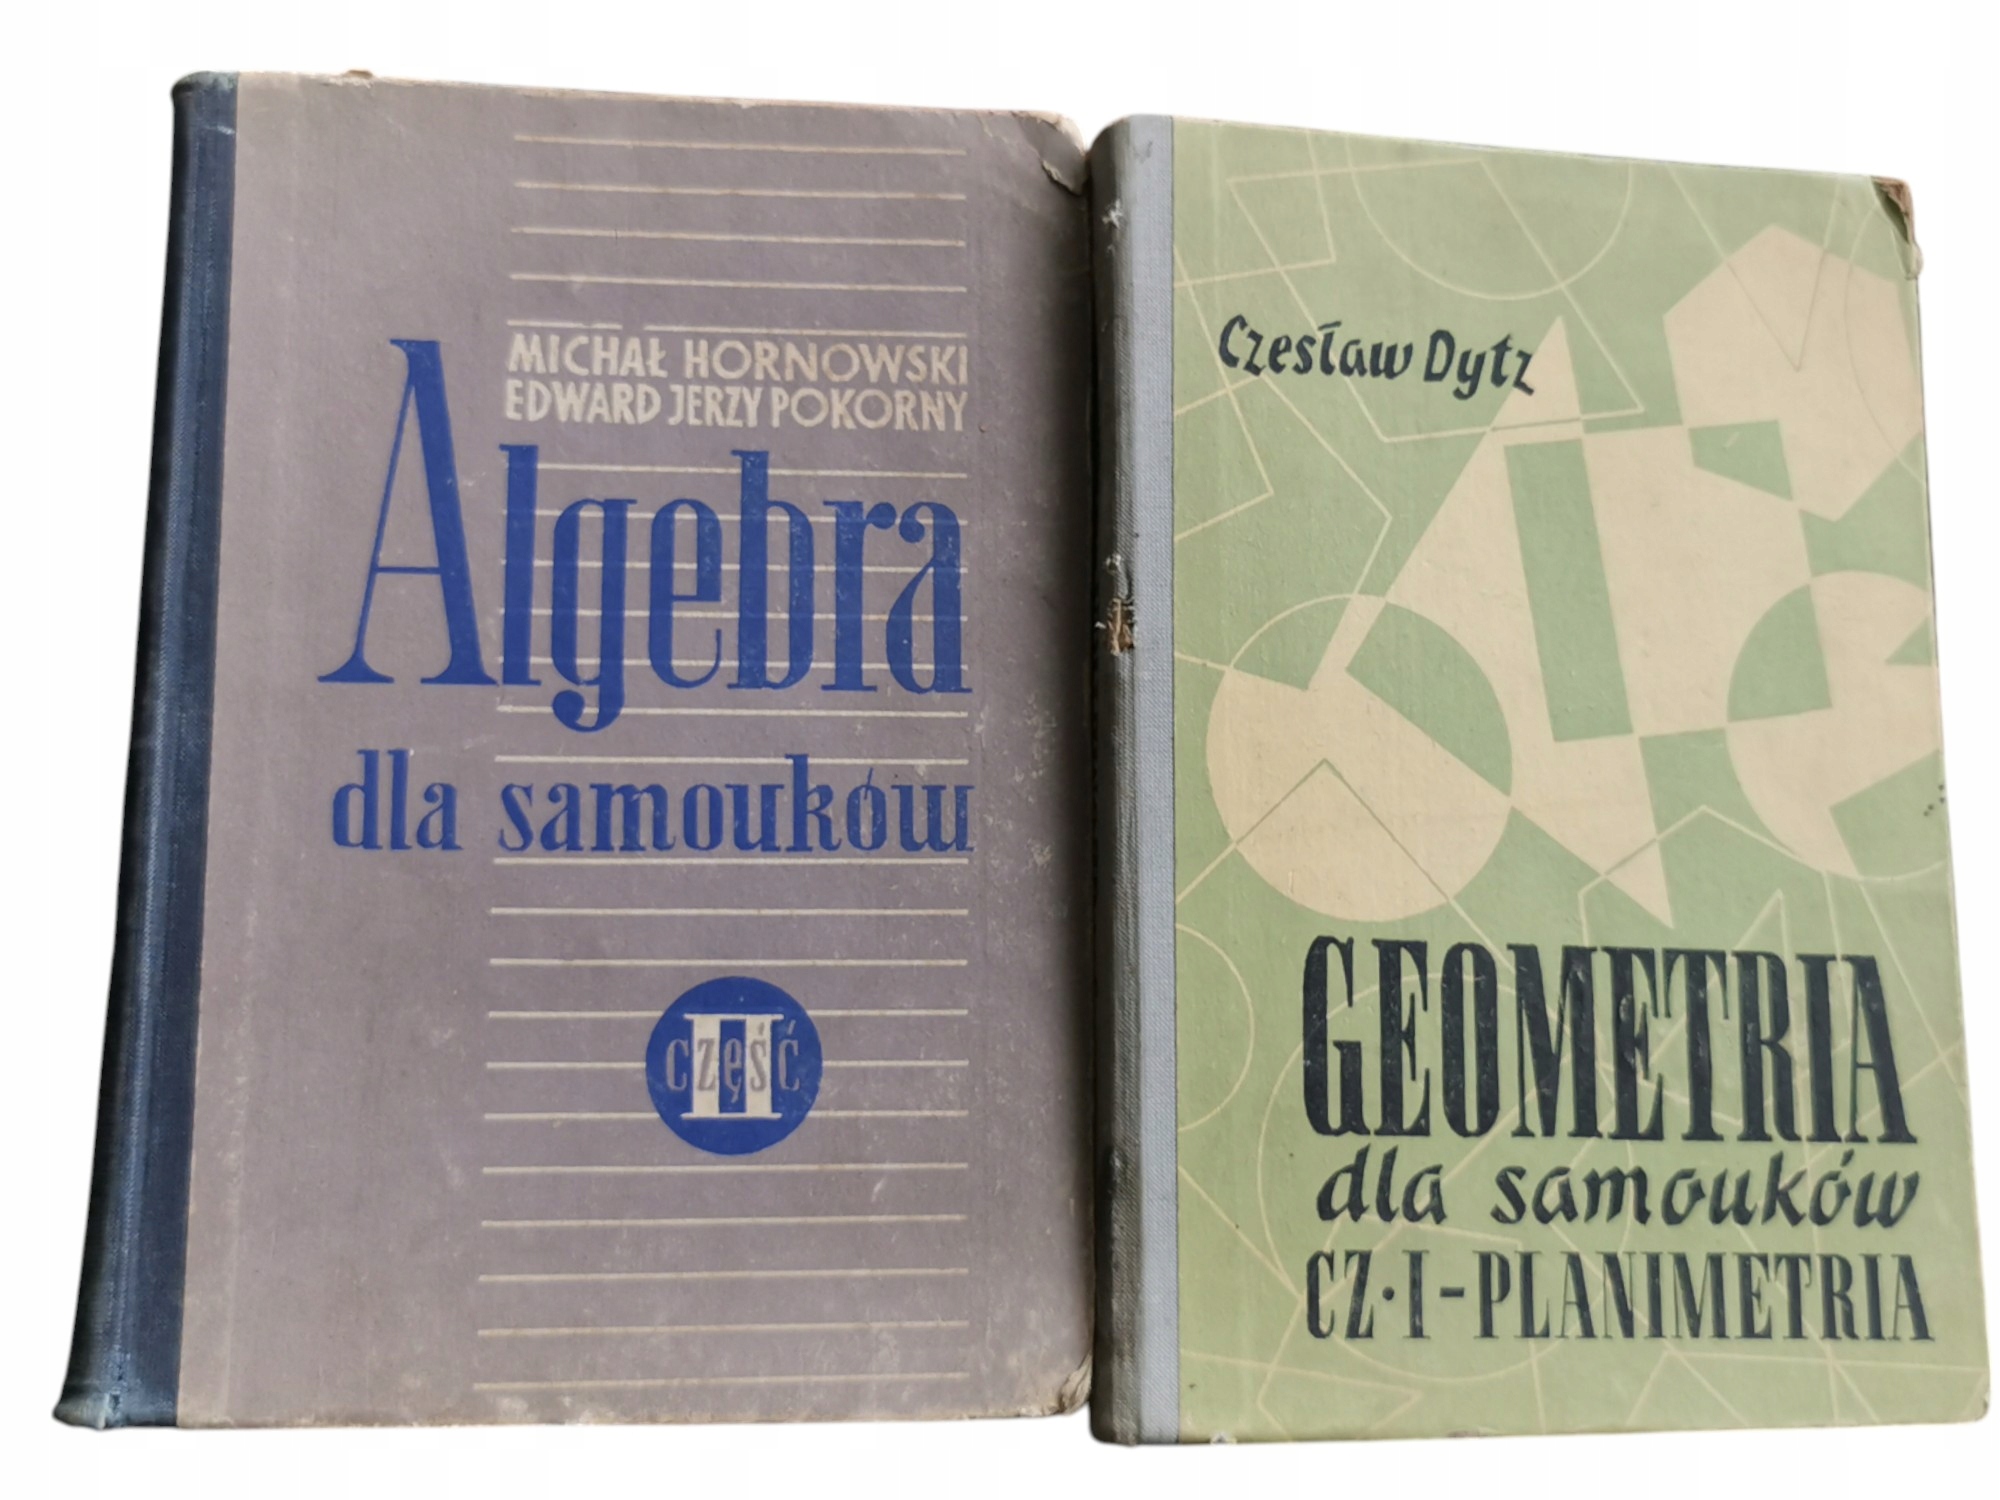 MICHAŁ HORNOWSKI
EDWARD JERZY POKORNY
Algebra
dla samouków
II
CZĘŚĆ
Czesław Dytz
GEOMETRIA
dla samouków
CZ·I-PLANIMETRIA